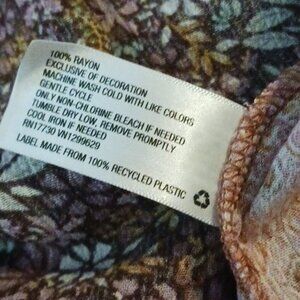 100% RAYON
EXCLUSIVE OF DECORATION
MACHINE WASH COLD WITH LIKE COLORS
GENTLE CYCLE
ONLY NON-CHLORINE BLEACH IF NEEDED
TUMBLE DRY LOW, REMOVE PROMPTLY
COOL IRON IF NEEDED
RN17730 VN1299629
LABEL MADE FROM 100% RECYCLED PLASTIC